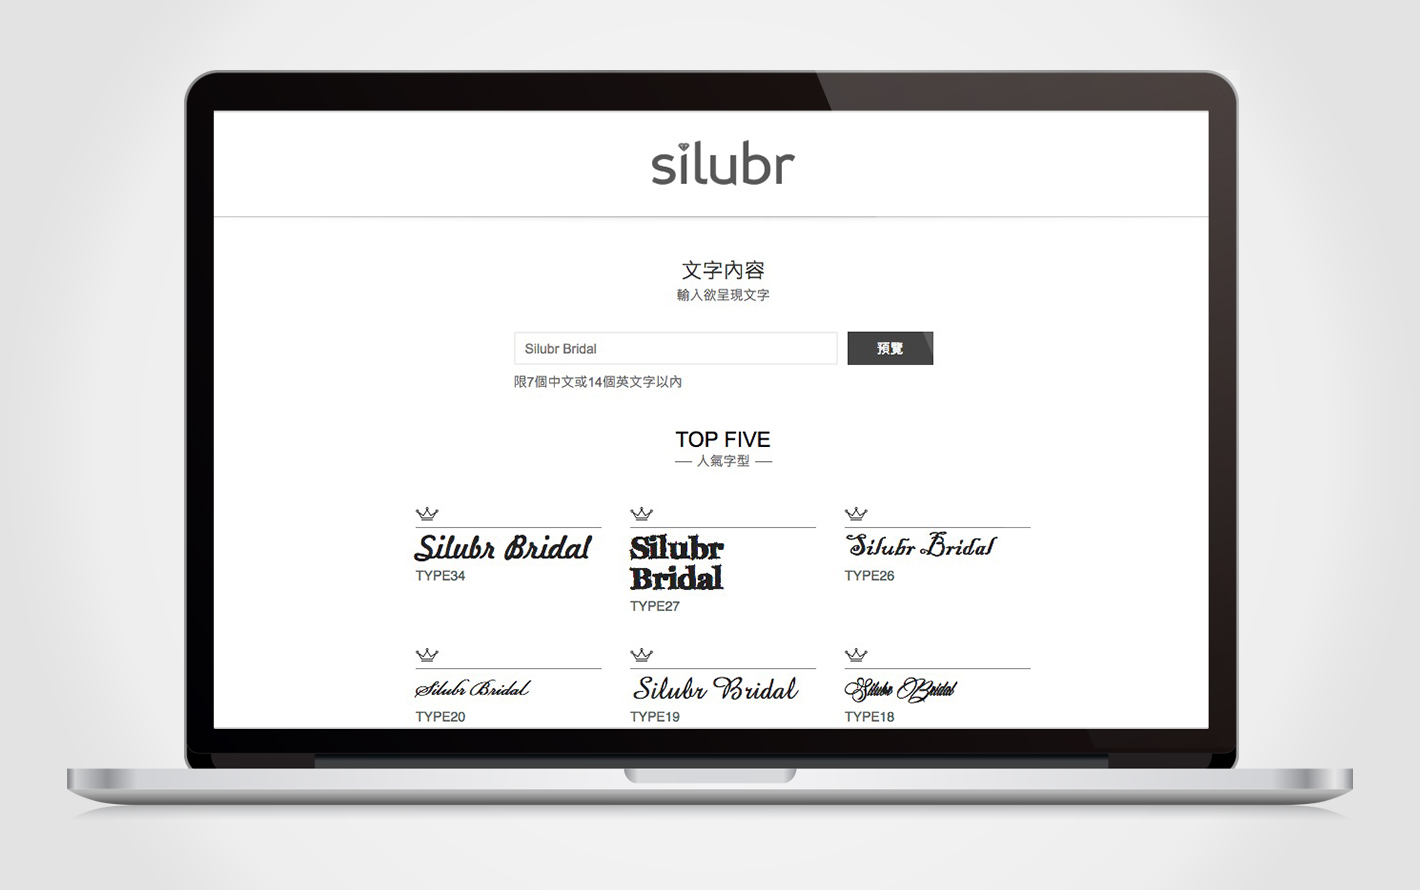 silubr
文字內容
輸入欲呈現文字
Silubr Bridal
預覽
限7個中文或14個英文字以內
TOP FIVE
人氣字型
Silubr Bridal
TYPE34
Silubr
Bridal
TYPE27
Silubr Bridal
TYPE26
Silubr Bridal
TYPE20
Silubr Bridal
TYPE19
Silubr Bridal
TYPE18